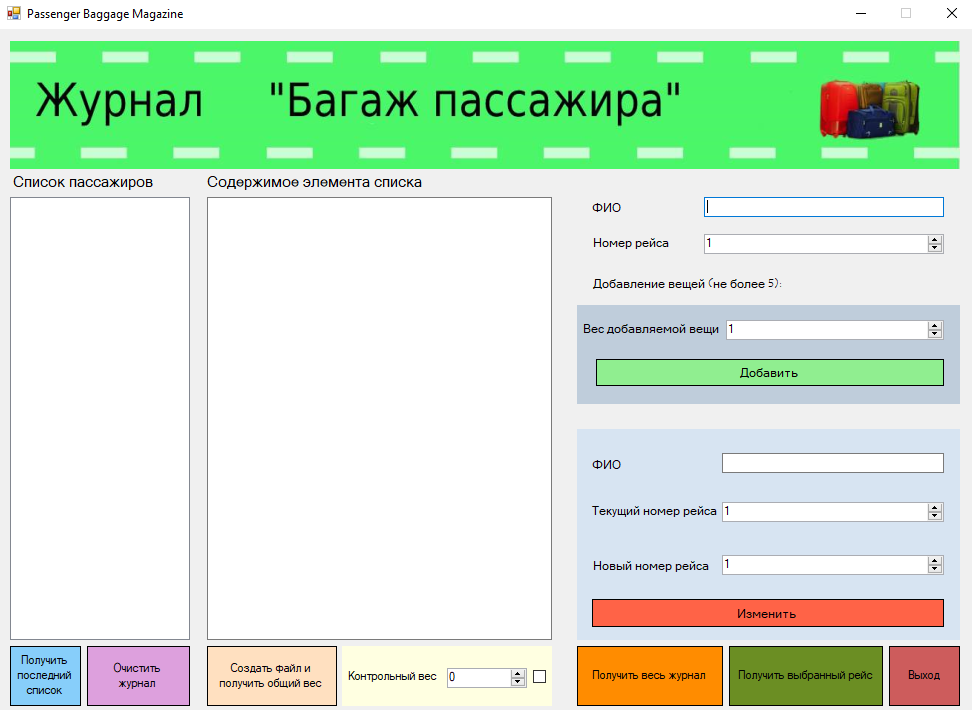 Passenger Baggage Magazine
Журнал "Багаж пассажира"
Список пассажиров
Содержимое элемента списка
ФИО
Номер рейса 1
Добавление вещей (не более 5):
Вес добавляемой вещи 1
Добавить
ФИО
Текущий номер рейса 1
Новый номер рейса 1
Изменить
Получить
последний
список
Очистить
журнал
Создать файл и
получить общий вес
Контрольный вес 0
Получить весь журнал
Получить выбранный рейс
Выход